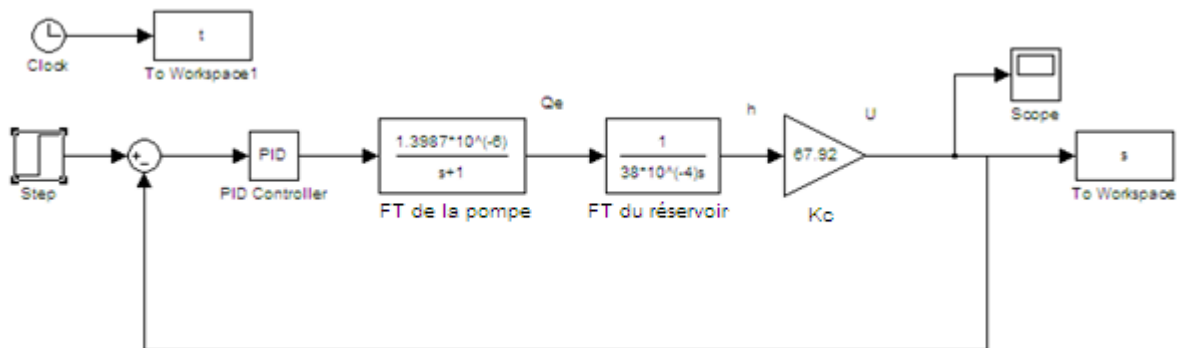 t
Clock
To Workspace1
Step
+
-
PID
PID Controller
1.3987*10^(-6)
s+1
FT de la pompe
Qe
1
38*10^(-4)s
FT du réservoir
h
67.92
Kc
U
Scope
s
To Workspace